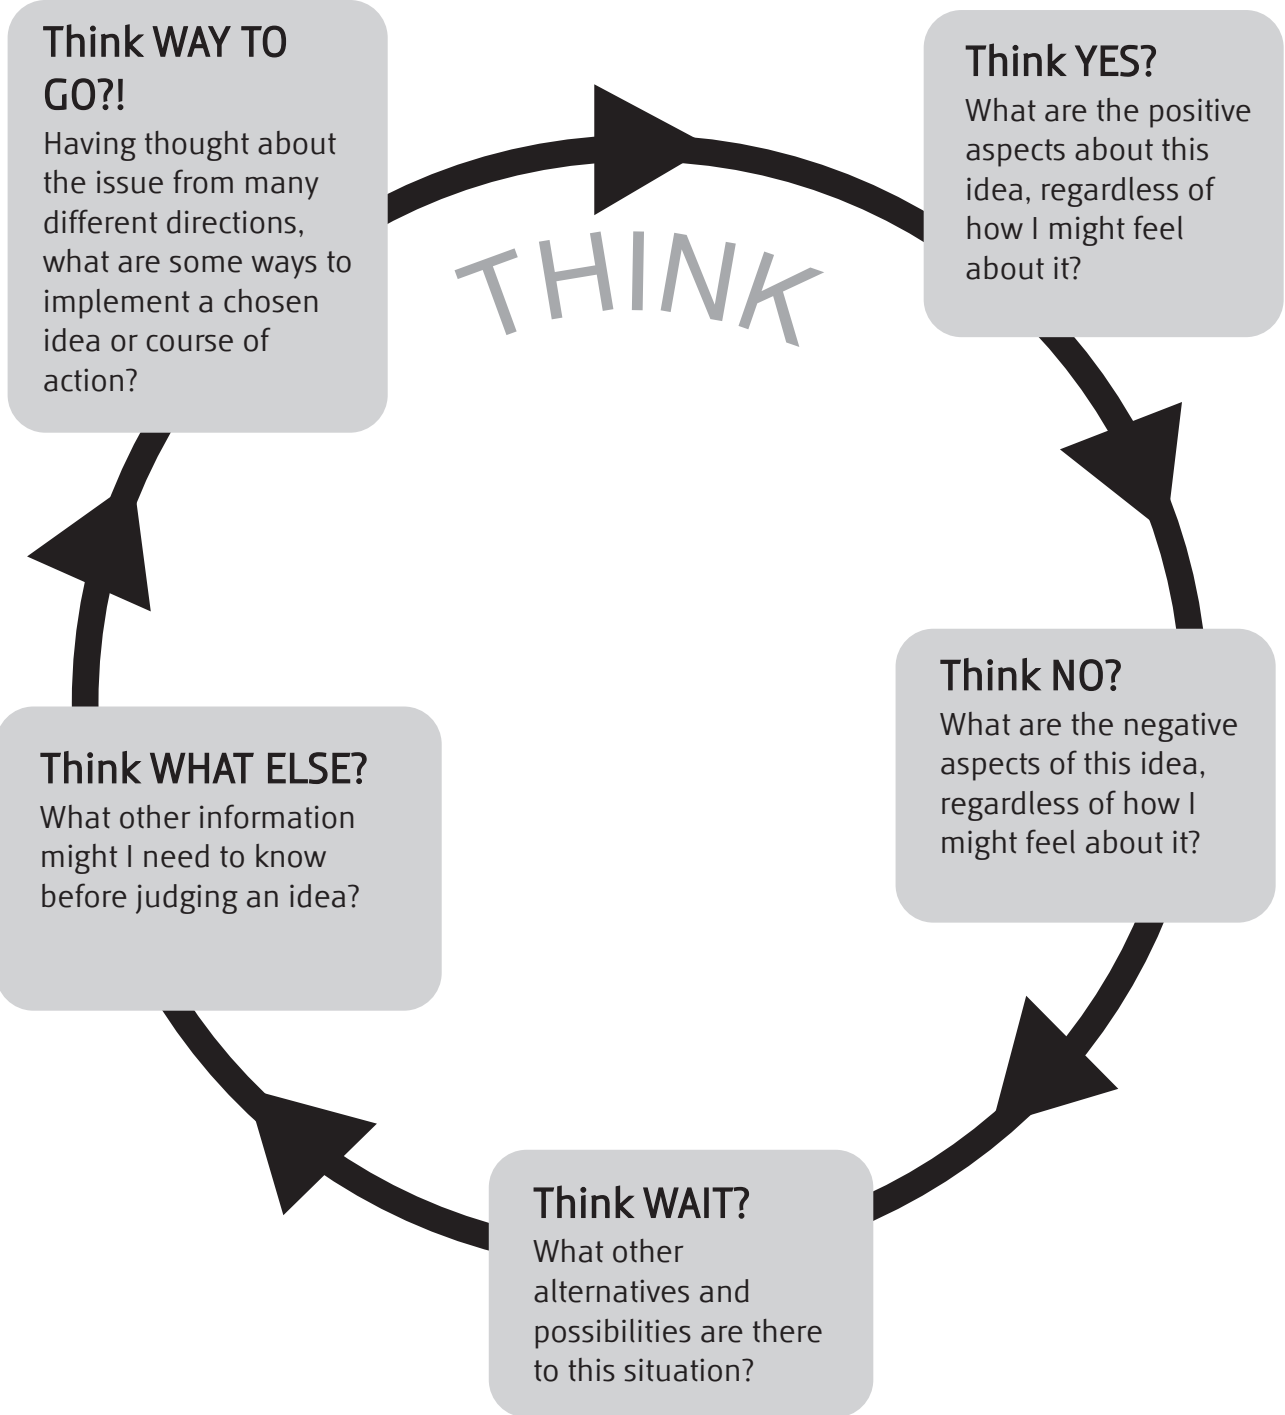 Think WAY TO
GO?!
Having thought about
the issue from many
different directions,
what are some ways to
implement a chosen
idea or course of
action?
THINK
Think YES?
What are the positive
aspects about this
idea, regardless of
how I might feel
about it?
Think NO?
What are the negative
aspects of this idea,
regardless of how I
might feel about it?
Think WAIT?
What other
alternatives and
possibilities are there
to this situation?
Think WHAT ELSE?
What other information
might I need to know
before judging an idea?